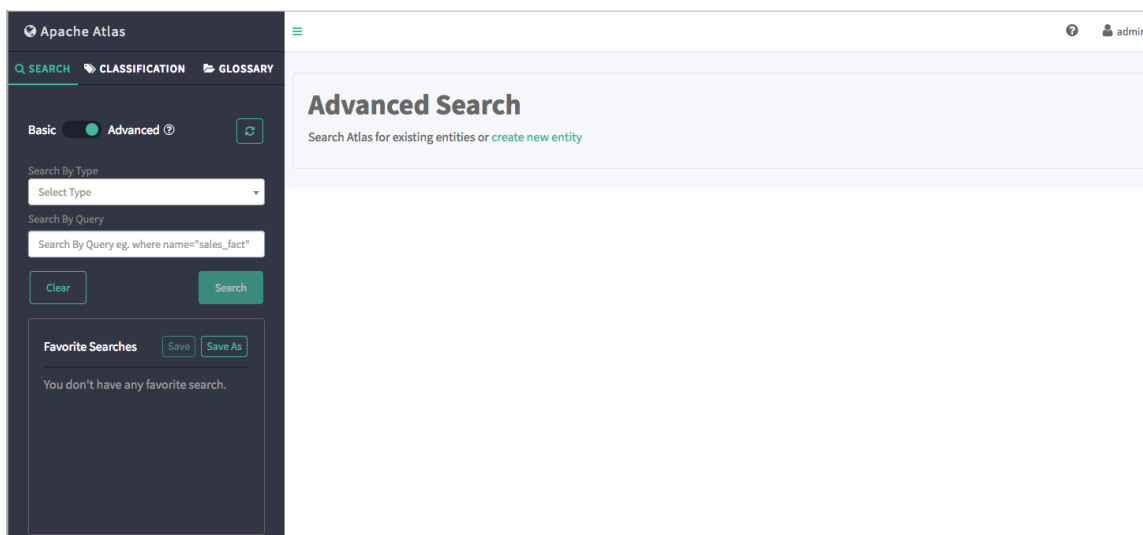 Apache Atlas
admin
SEARCH CLASSIFICATION GLOSSARY
Advanced Search
Search Atlas for existing entities or create new entity
Basic Advanced
Search By Type
Select Type
Search By Query
Search By Query eg. where name="sales_fact"
Clear Search
Favorite Searches Save Save As
You don't have any favorite search.